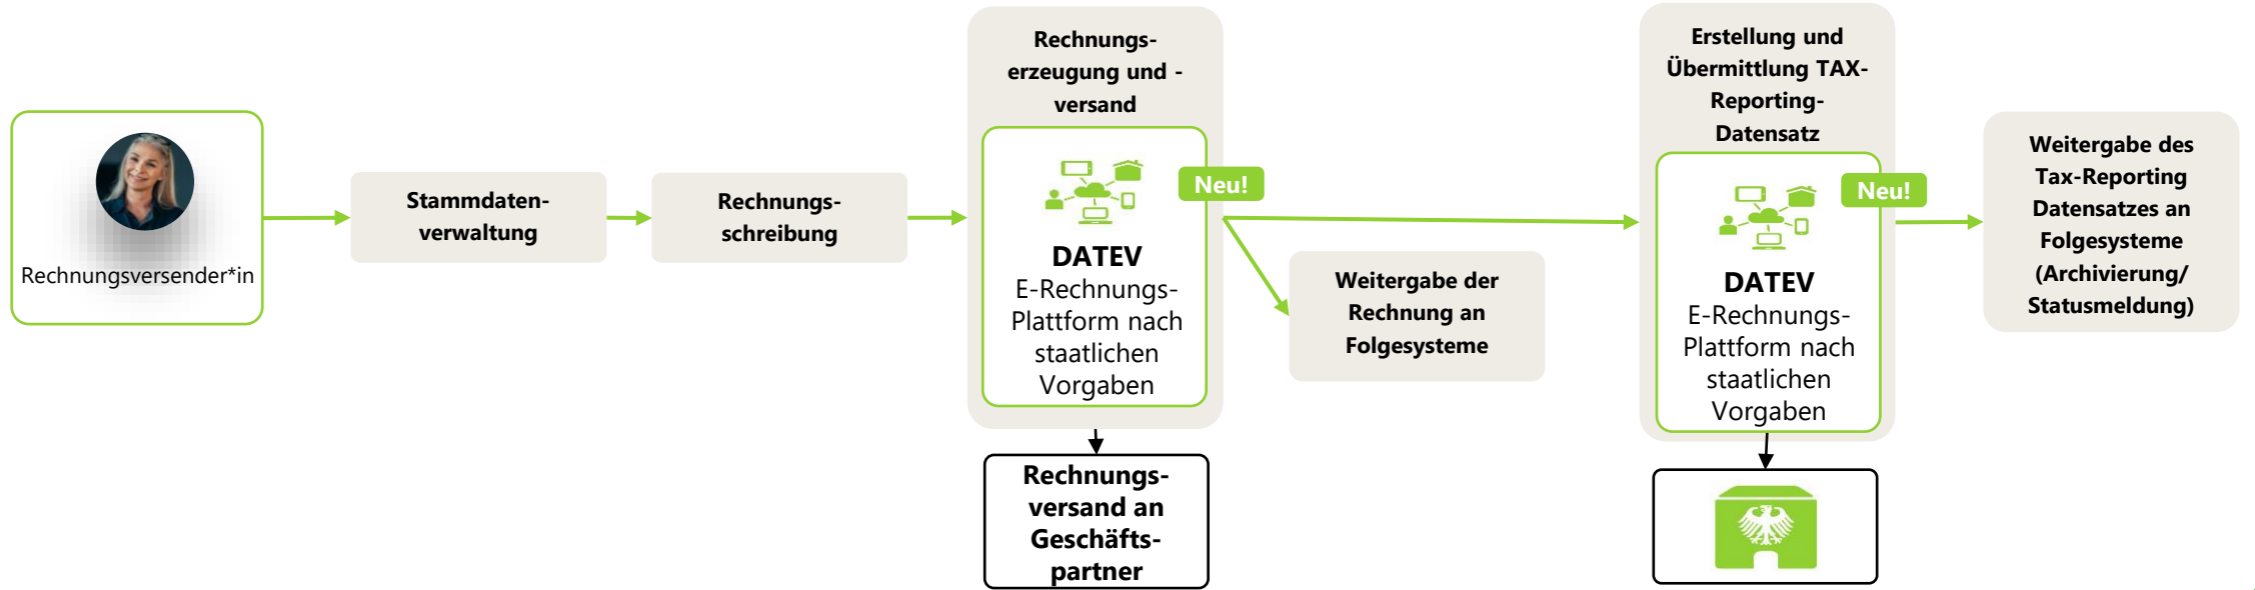 Rechnungsversender*in
Stammdaten-
verwaltung
Rechnungs-
schreibung
Rechnungs-
erzeugung und -
versand
Neu!
DATEV
E-Rechnungs-
Plattform nach
staatlichen
Vorgaben
Rechnungs-
versand an
Geschäfts-
partner
Weitergabe der
Rechnung an
Folgesysteme
Erstellung und
Übermittlung TAX-
Reporting-
Datensatz
Neu!
DATEV
E-Rechnungs-
Plattform nach
staatlichen
Vorgaben
Weitergabe des
Tax-Reporting
Datensatzes an
Folgesysteme
(Archivierung/
Statusmeldung)